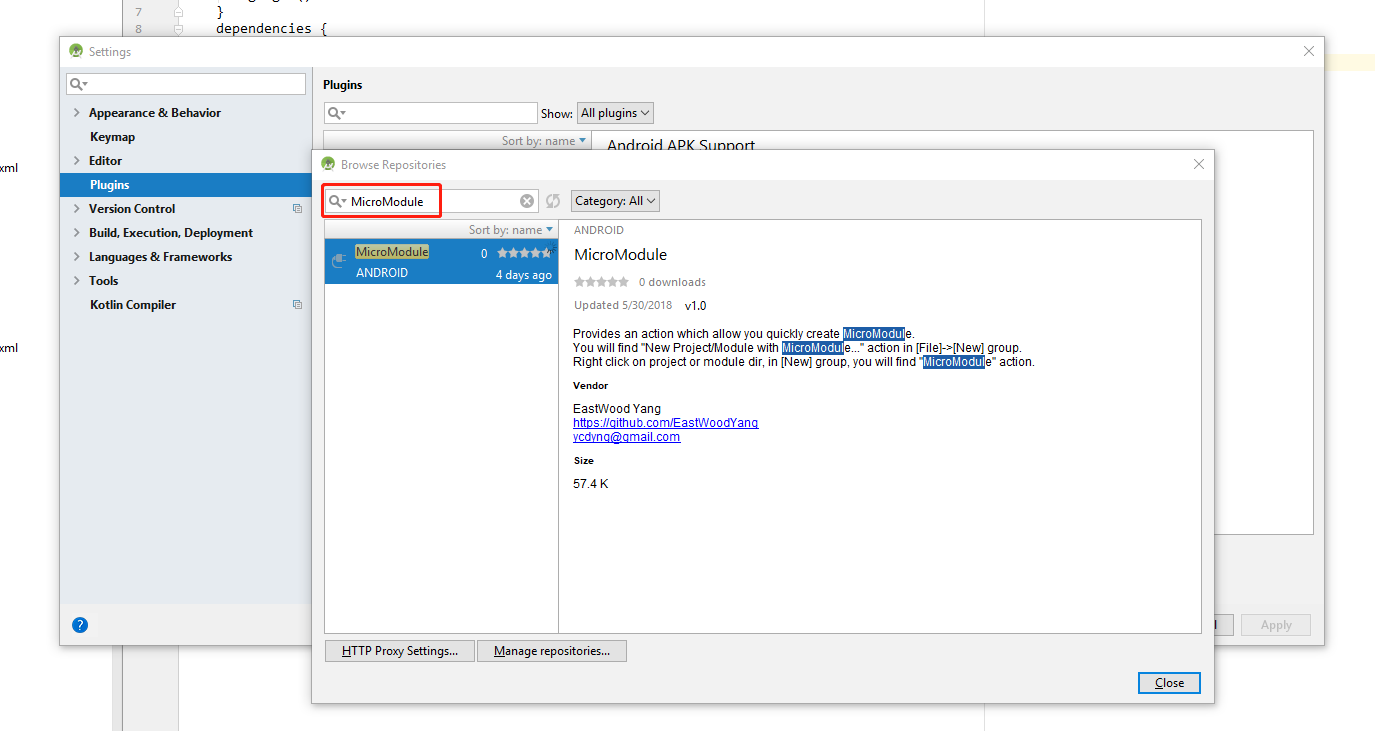 7 }
8 dependencies {
Settings
xml
xml
Appearance & Behavior
Keymap
Editor
Plugins
Version Control
Build, Execution, Deployment
Languages & Frameworks
Tools
Kotlin Compiler
?
Plugins
Show: All plugins
Sort by: name
Android APK Support
Browse Repositories
MicroModule
Category: All
Sort by: name
MicroModule 0
ANDROID 4 days ago
ANDROID
MicroModule
0 downloads
Updated 5/30/2018 v1.0
Provides an action which allow you quickly create MicroModule.
You will find "New Project/Module with MicroModule..." action in [File]->[New] group.
Right click on project or module dir, in [New] group, you will find "MicroModule" action.
Vendor
EastWood Yang
https://github.com/EastWoodYang
ycdyng@gmail.com
Size
57.4 K
HTTP Proxy Settings... Manage repositories...
Close
Apply